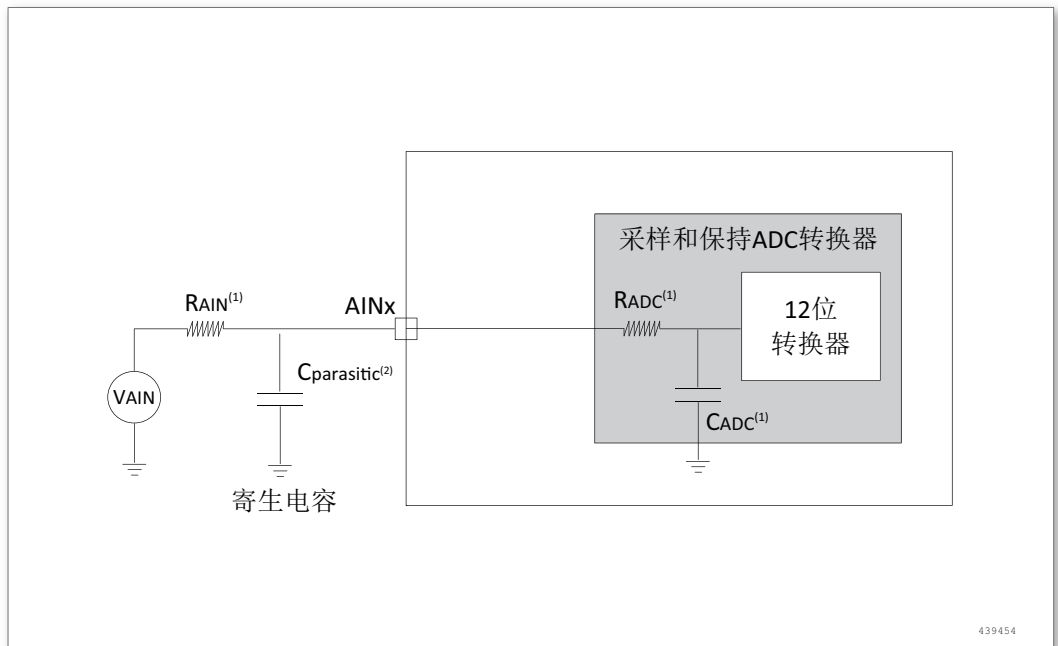 采样和保持ADC转换器
RAIN(1)
AINx
RADC(1)
12位
转换器
Cparasitic(2)
VAIN
CADC(1)
寄生电容
439454